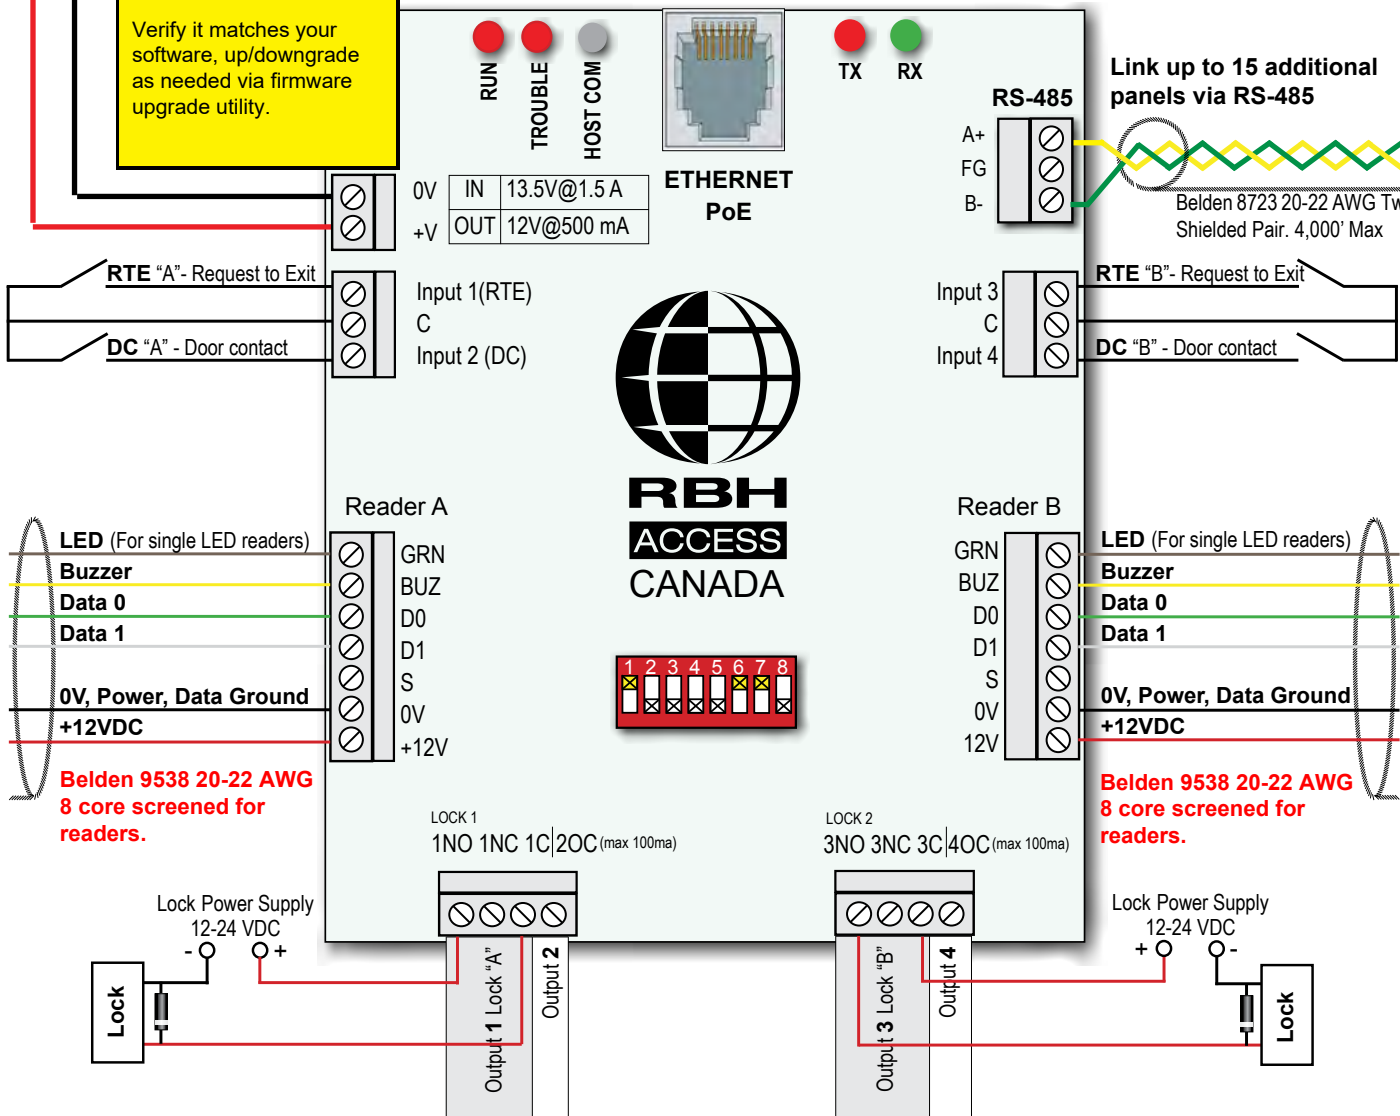 Verify it matches your
software, up/downgrade
as needed via firmware
upgrade utility.
RUN
TROUBLE
HOST COM
TX
RX
ETHERNET
PoE
RS-485
A+
FG
B-
Link up to 15 additional
panels via RS-485
Belden 8723 20-22 AWG Tw
Shielded Pair. 4,000' Max
0V IN 13.5V@1.5 A
+V OUT 12V@500 mA
RTE “A”- Request to Exit
DC “A” - Door contact
Input 1(RTE)
C
Input 2 (DC)
Input 3
C
Input 4
RTE “B”- Request to Exit
DC “B” - Door contact
RBH
ACCESS
CANADA
Reader A
LED (For single LED readers)
Buzzer
Data 0
Data 1
0V, Power, Data Ground
+12VDC
GRN
BUZ
D0
D1
S
0V
+12V
Belden 9538 20-22 AWG
8 core screened for
readers.
1 2 3 4 5 6 7 8
Reader B
GRN
BUZ
D0
D1
S
0V
12V
LED (For single LED readers)
Buzzer
Data 0
Data 1
0V, Power, Data Ground
+12VDC
Belden 9538 20-22 AWG
8 core screened for
readers.
LOCK 1
1NO 1NC 1C|2OC(max 100ma)
LOCK 2
3NO 3NC 3C|4OC(max 100ma)
Lock Power Supply
12-24 VDC
- +
Lock
Output 1 Lock “A”
Output 2
Output 3 Lock “B”
Output 4
Lock Power Supply
12-24 VDC
+ -
Lock